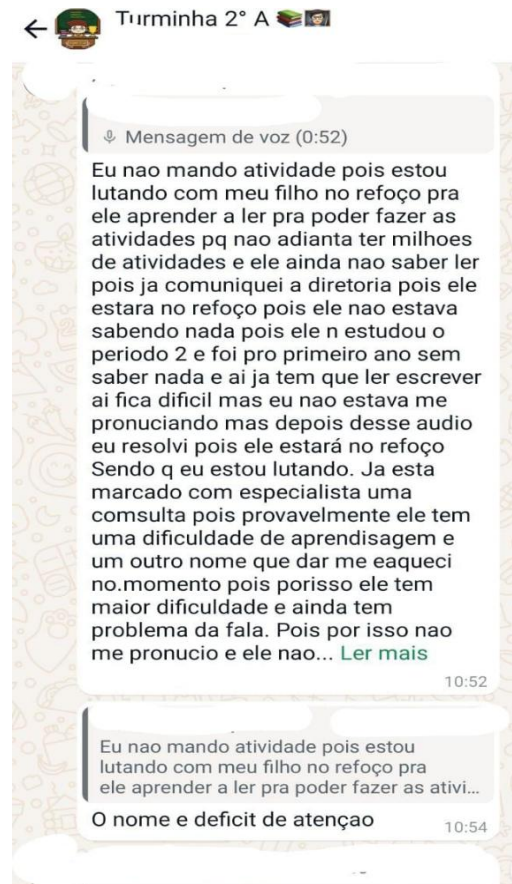 Turminha 2° A
Mensagem de voz (0:52)
Eu nao mando atividade pois estou
lutando com meu filho no refoço pra
ele aprender a ler pra poder fazer as
atividades pq nao adianta ter milhoes
de atividades e ele ainda nao saber ler
pois ja comuniquei a diretoria pois ele
estara no refoço pois ele nao estava
sabendo nada pois ele n estudou o
periodo 2 e foi pro primeiro ano sem
saber nada e ai ja tem que ler escrever
ai fica dificil mas eu nao estava me
pronuciando mas depois desse audio
eu resolvi pois ele estará no refoço
Sendo q eu estou lutando. Ja esta
marcado com especialista uma
comsulta pois provavelmente ele tem
uma dificuldade de aprendisagem e
um outro nome que dar me eaqueci
no.momento pois porisso ele tem
maior dificuldade e ainda tem
problema da fala. Pois por isso nao
me pronucio e ele nao... Ler mais
10:52
Eu nao mando atividade pois estou
lutando com meu filho no refoço pra
ele aprender a ler pra poder fazer as ativi...
O nome e deficit de atençao
10:54